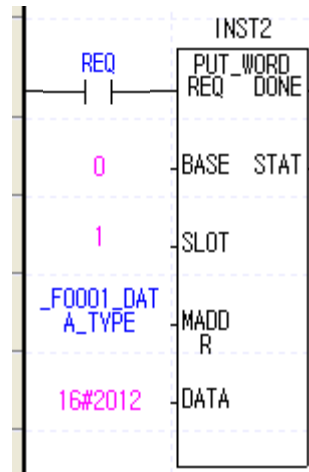 INST2
REQ
PUT_WORD
REQ DONE
0
BASE STAT
1
SLOT
_F0001_DAT
A_TYPE
MADD
R
16#2012
DATA